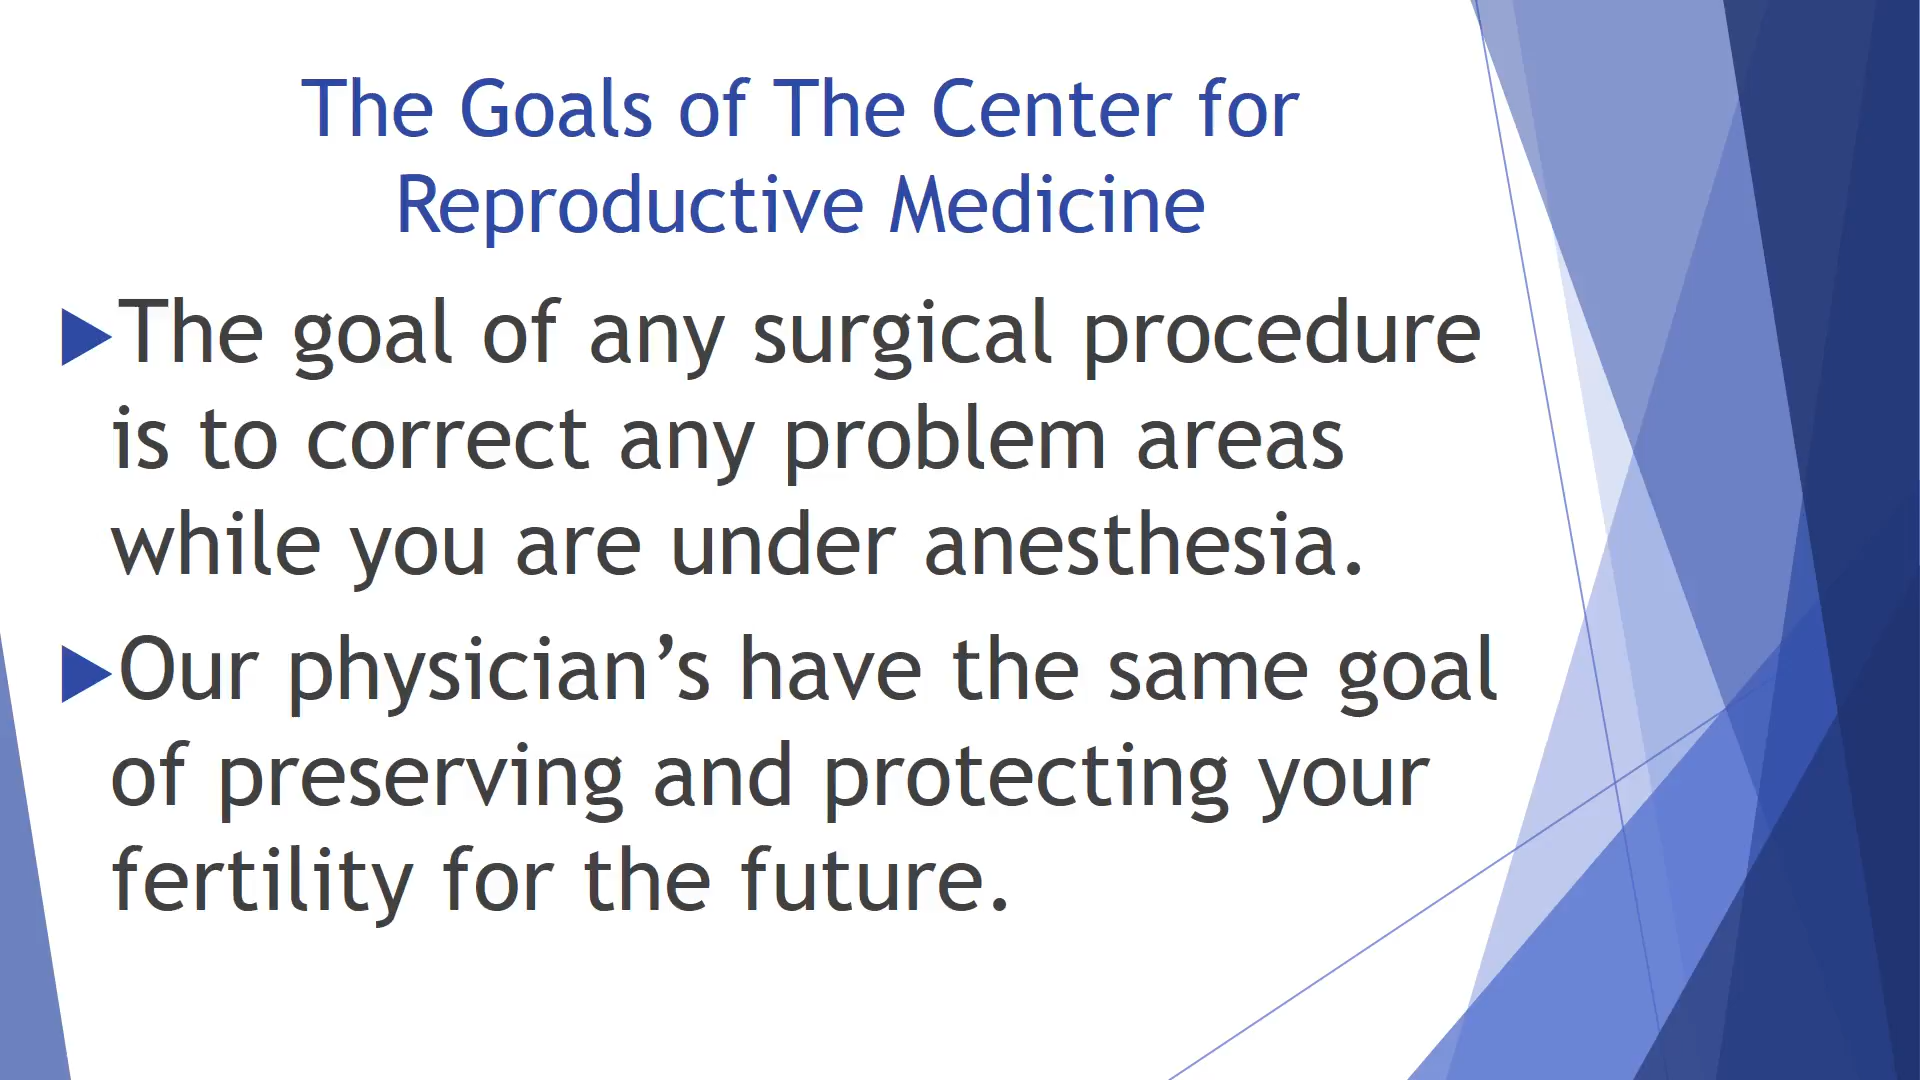 The Goals of The Center for
Reproductive Medicine
The goal of any surgical procedure
is to correct any problem areas
while you are under anesthesia.
Our physician’s have the same goal
of preserving and protecting your
fertility for the future.